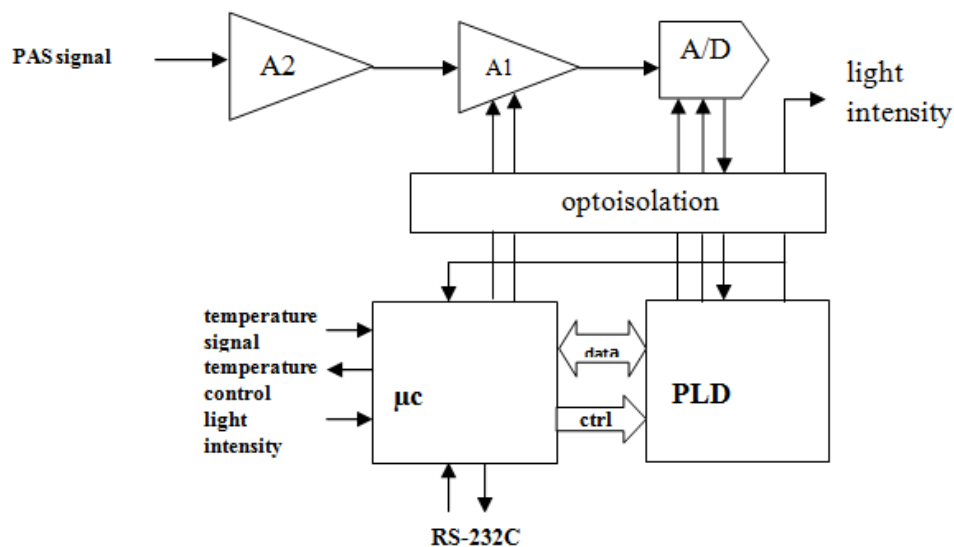 PAS signal
A2
A1
A/D
light
intensity
optoisolation
temperature
signal
temperature
control
light
intensity
μc
data
ctrl
PLD
RS-232C